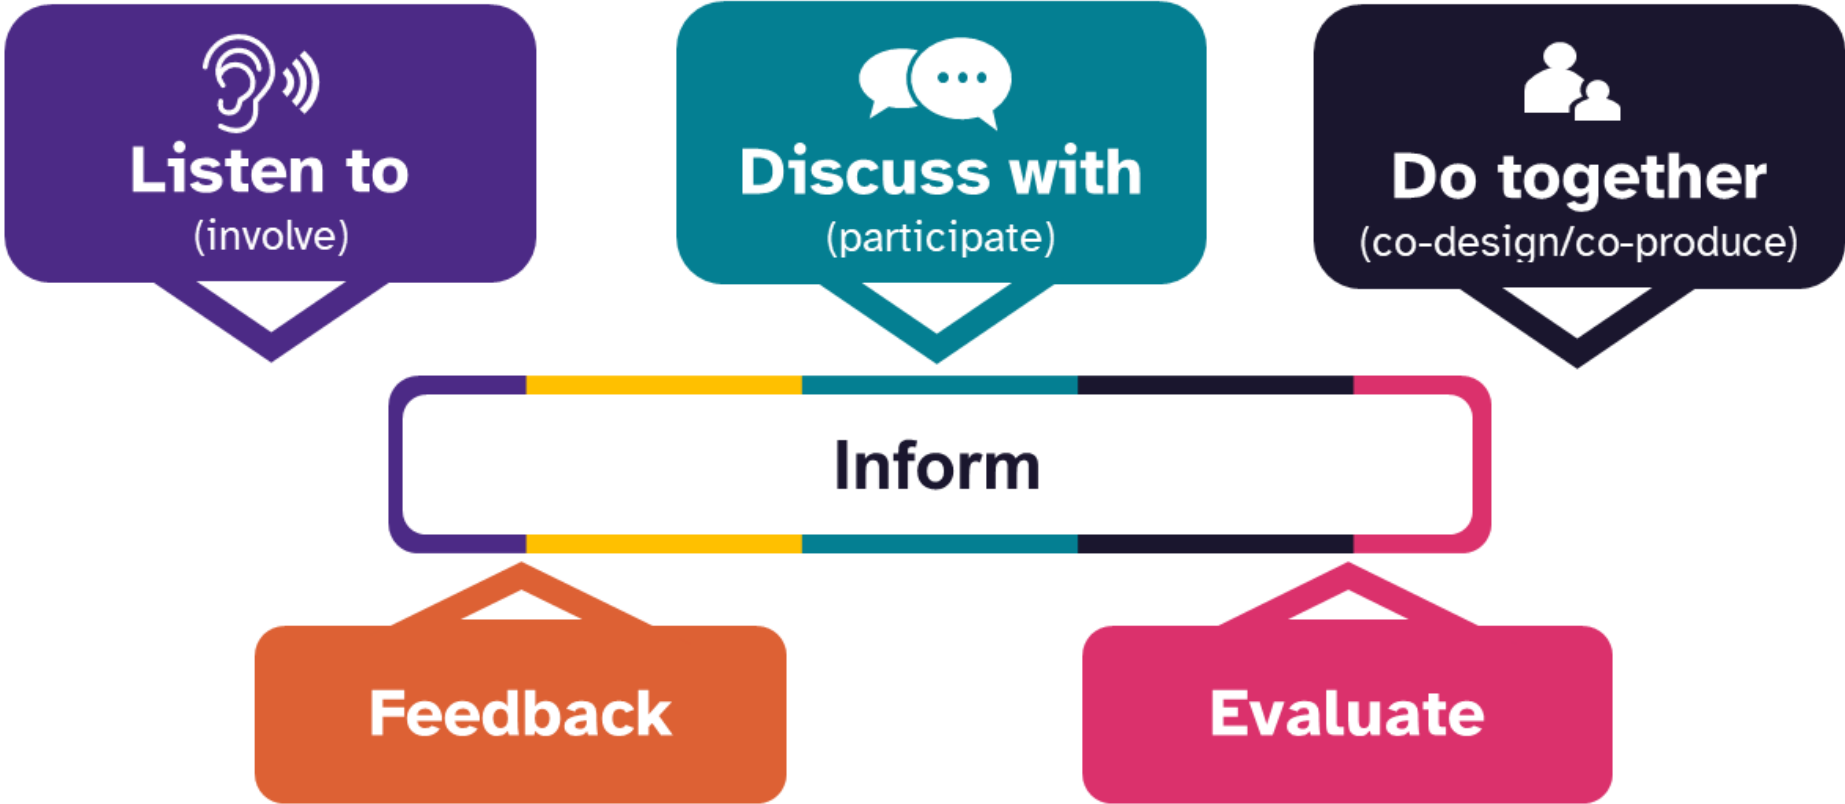 Listen to
(involve)
Discuss with
(participate)
Do together
(co-design/co-produce)
Inform
Feedback
Evaluate